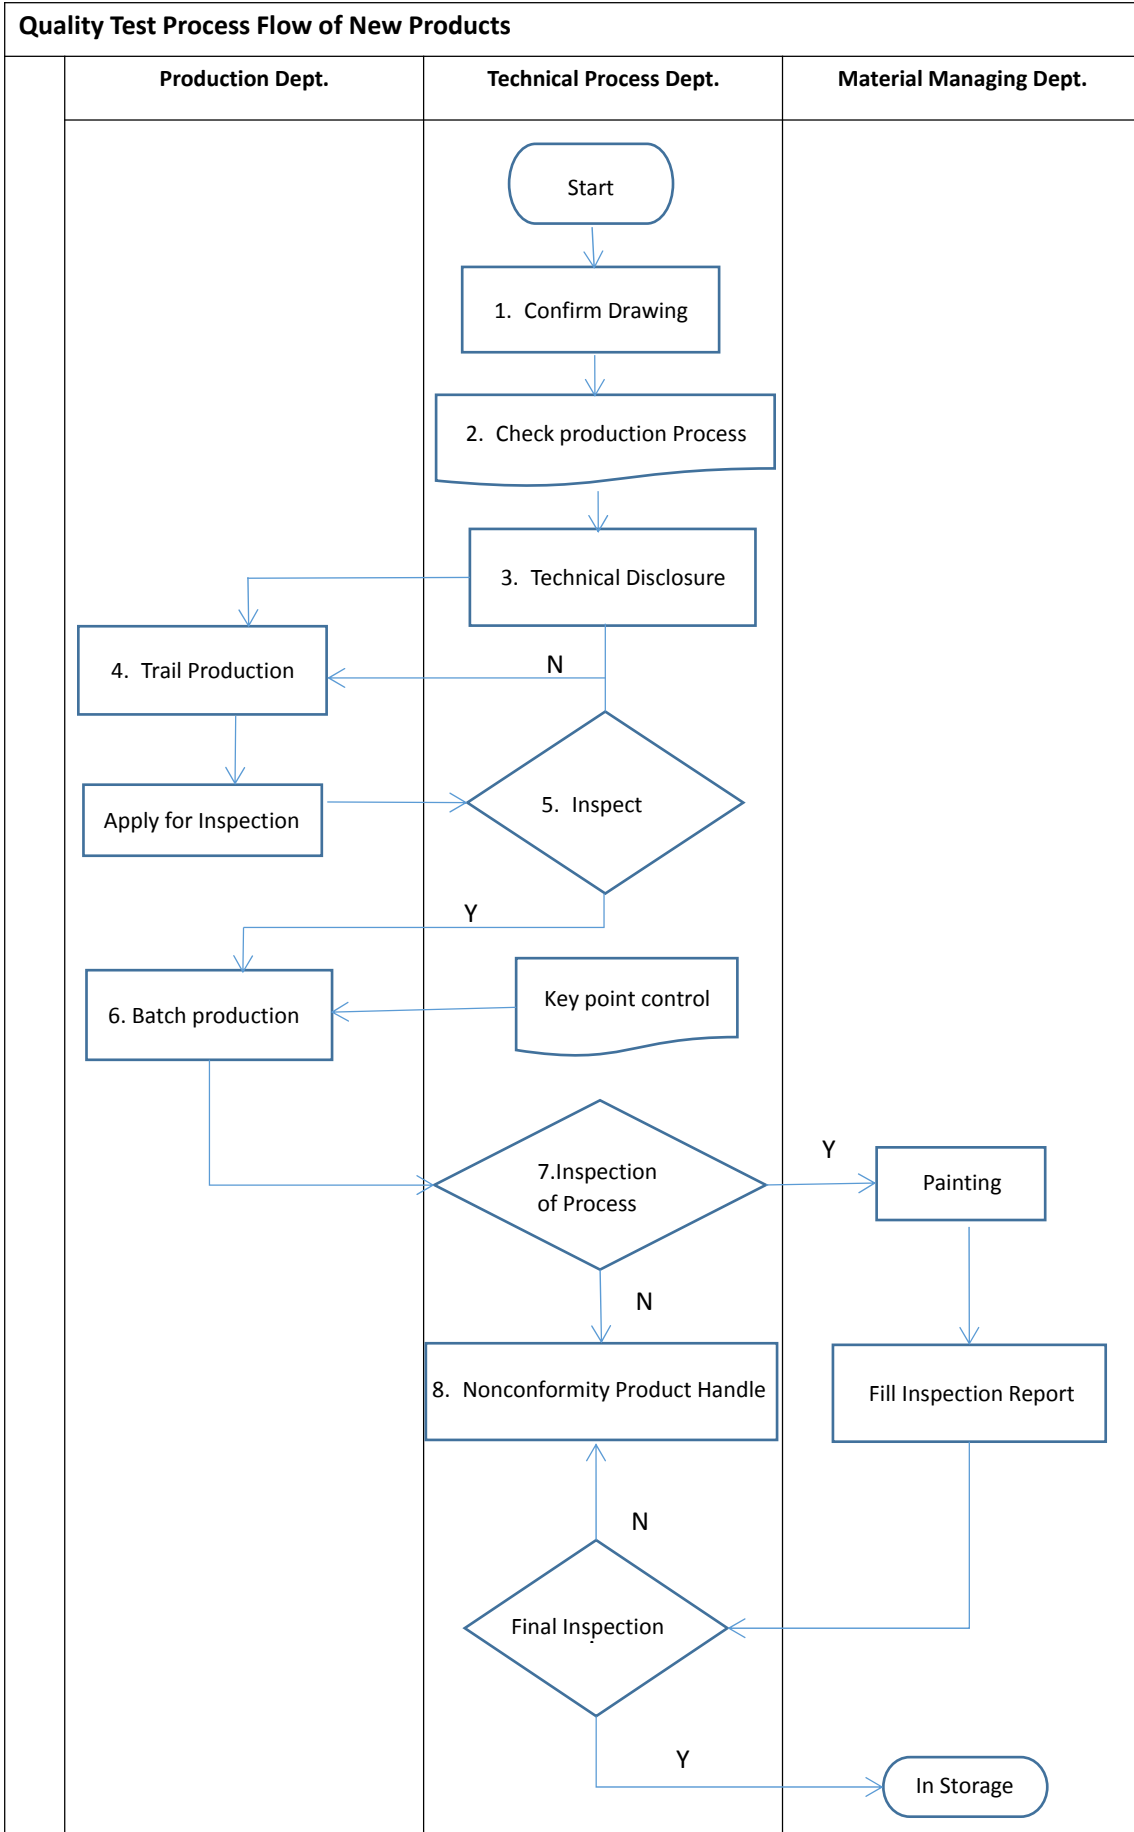 Quality Test Process Flow of New Products
Production Dept.
Technical Process Dept.
Material Managing Dept.
Start
1. Confirm Drawing
2. Check production Process
3. Technical Disclosure
4. Trail Production
N
Apply for Inspection
5. Inspect
Y
6. Batch production
Key point control
7.Inspection
of Process
Y
Painting
N
8. Nonconformity Product Handle
Fill Inspection Report
N
Final Inspection
Y
In Storage